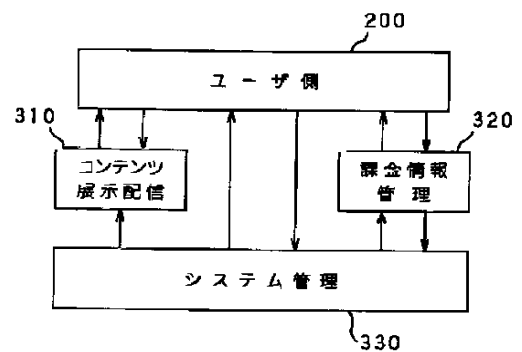 200
ユーザ側
310
コンテンツ
展示配信
320
課金情報
管理
システム管理
330